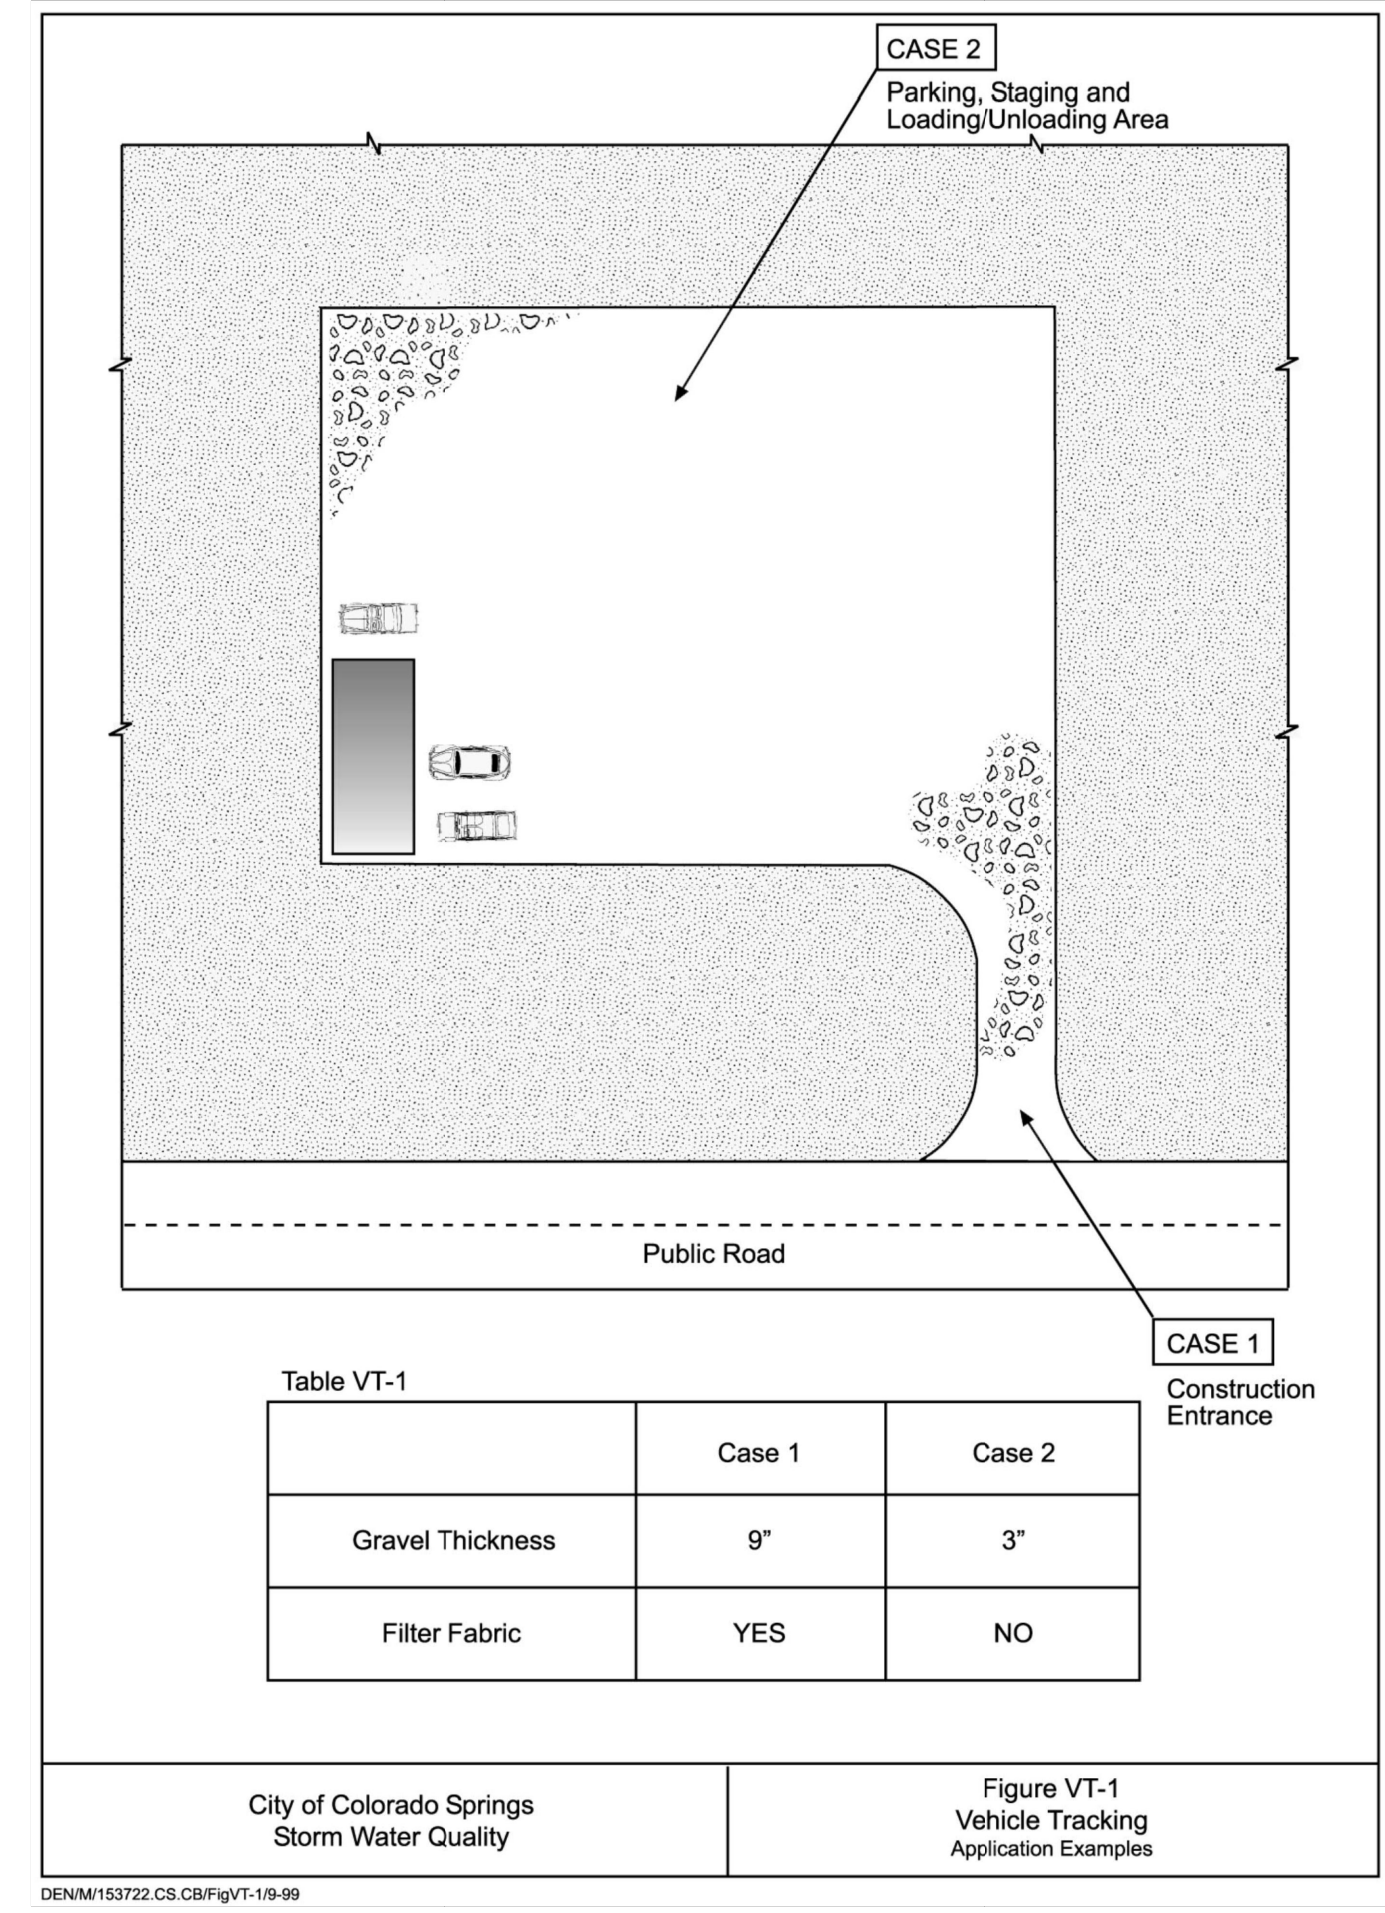 CASE 2
Parking, Staging and
Loading/Unloading Area
Public Road
CASE 1
Construction
Entrance
Table VT-1
Case 1 Case 2
Gravel Thickness 9” 3”
Filter Fabric YES NO
City of Colorado Springs
Storm Water Quality
Figure VT-1
Vehicle Tracking
Application Examples
DEN/M/153722.CS.CB/FigVT-1/9-99